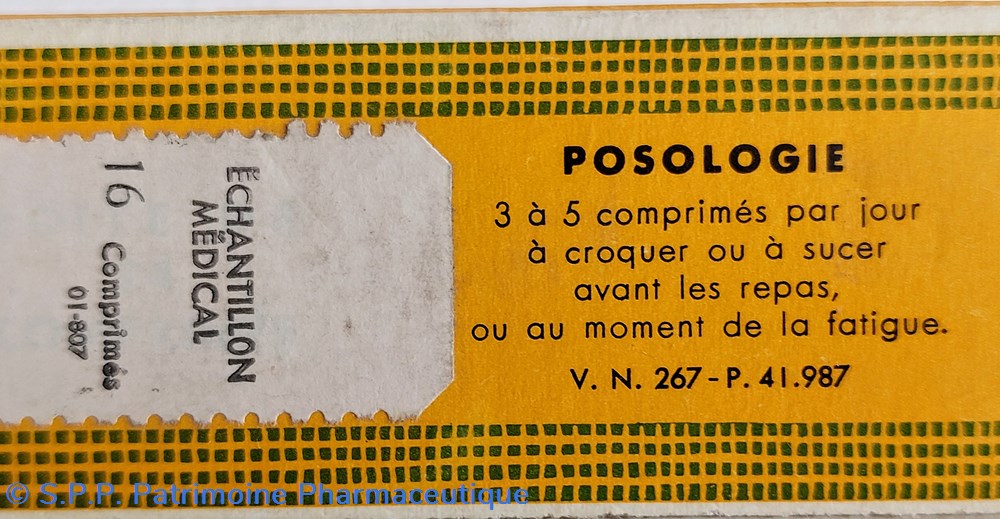 POSOLOGIE
3 à 5 comprimés par jour
à croquer ou à sucer
avant les repas,
ou au moment de la fatigue.
V. N. 267 - P. 41.987
ÉCHANTILLON
MÉDICAL
16 Comprimés
01-807
© S.P.P. Patrimoine Pharmaceutique